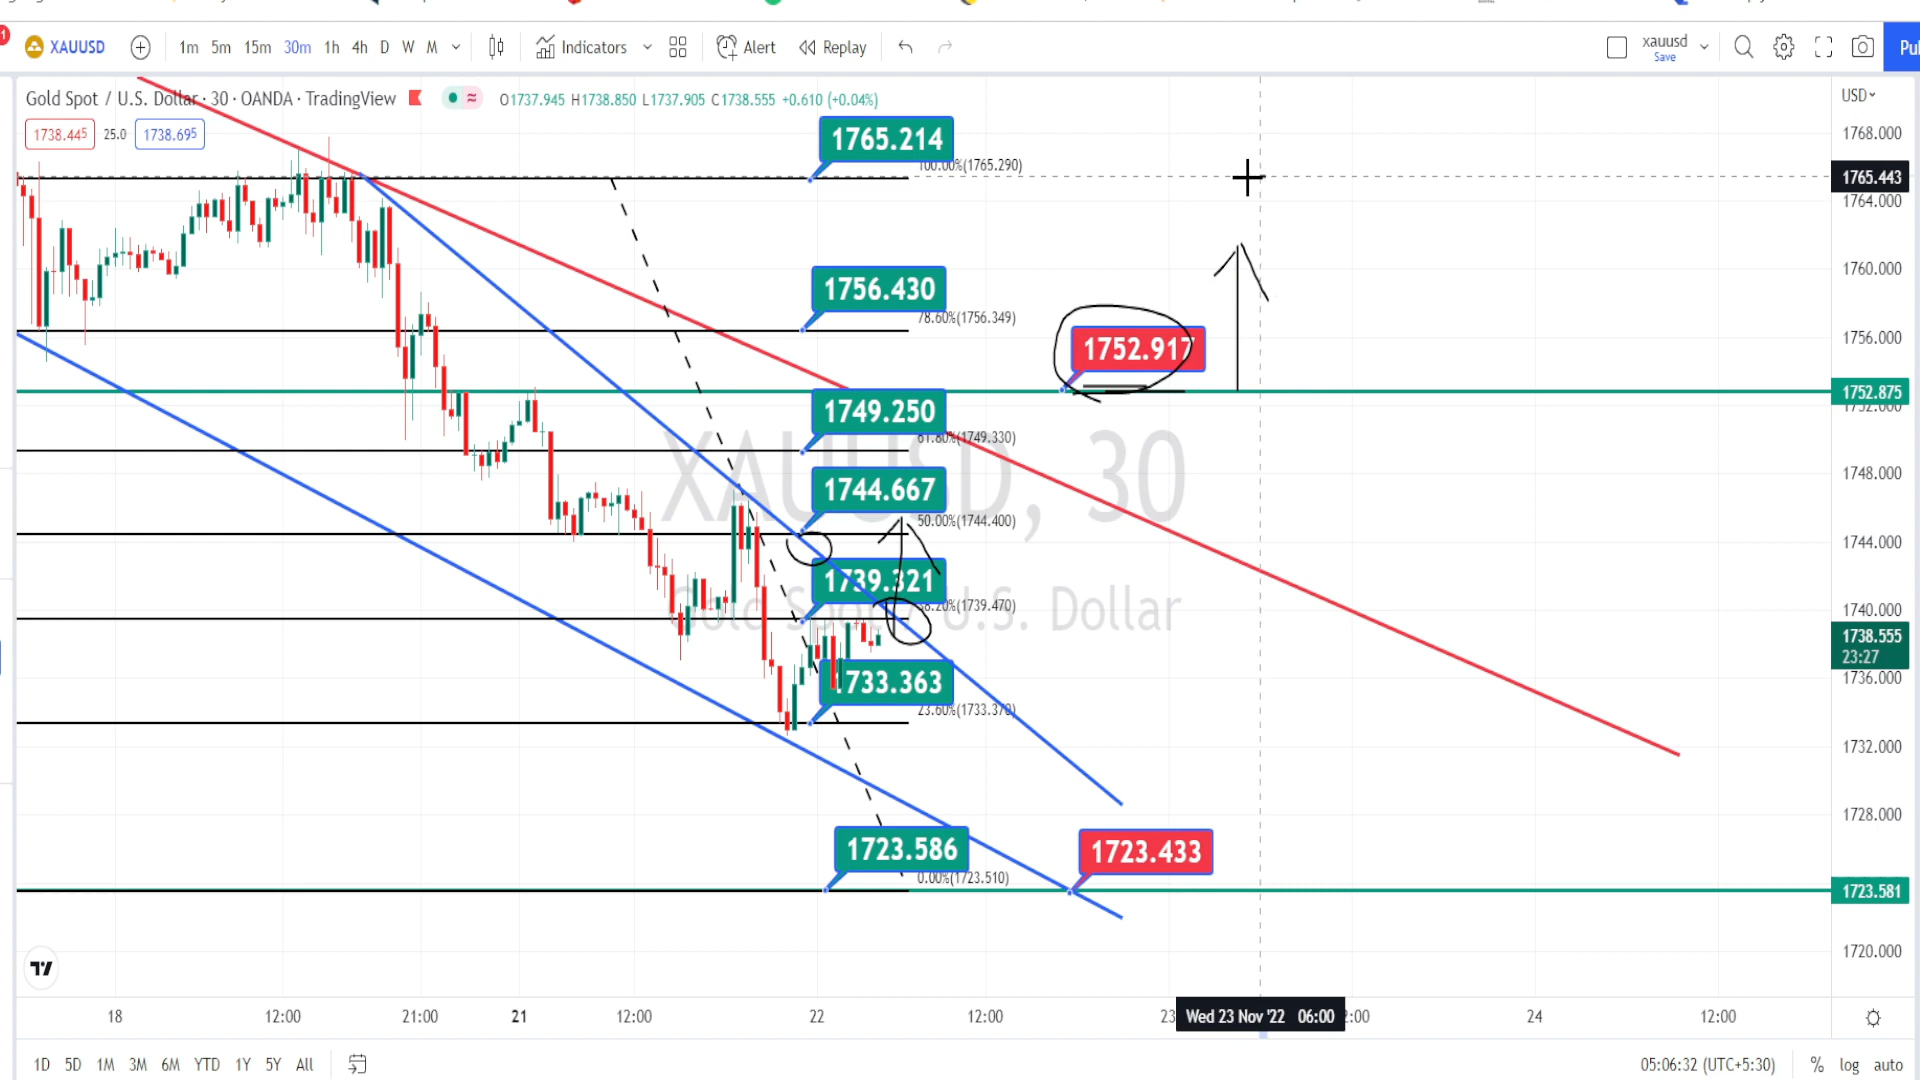 1
XAUUSD
1m 5m 15m 30m 1h 4h D W M
Indicators
Alert
Replay
xauusd
Save
Pu
Gold Spot / U.S. Dollar · 30 · OANDA · TradingView
O1737.945 H1738.850 L1737.905 C1738.555 +0.610 (+0.04%)
1738.445
25.0
1738.695
USD
1768.000
1765.443
1764.000
1760.000
1756.000
1752.875
1752.000
1748.000
1744.000
1740.000
1738.555
23:27
1736.000
1732.000
1728.000
1723.581
1720.000
1765.214
100.00%(1765.290)
1756.430
78.60%(1756.349)
1752.917
1749.250
61.80%(1749.330)
XAUUSD, 30
1744.667
50.00%(1744.400)
1739.321
38.20%(1739.470)
Gold Spot / U.S. Dollar
1733.363
23.60%(1733.370)
1723.586
0.00%(1723.510)
1723.433
18 12:00 21:00 21 12:00 22 12:00 23 Wed 23 Nov '22 06:00 2:00 24 12:00
1D 5D 1M 3M 6M YTD 1Y 5Y All
05:06:32 (UTC+5:30)
% log auto